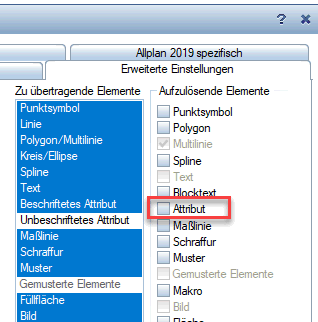 ?
Allplan 2019 spezifisch
Erweiterte Einstellungen
Zu übertragende Elemente
Punktsymbol
Linie
Polygon/Multilinie
Kreis/Ellipse
Spline
Text
Beschriftetes Attribut
Unbeschriftetes Attribut
Maßlinie
Schraffur
Muster
Gemusterte Elemente
Füllfläche
Bild
Aufzulösende Elemente
Punktsymbol
Polygon
Multilinie
Spline
Text
Blocktext
Attribut
Maßlinie
Schraffur
Muster
Gemusterte Elemente
Makro
Bild